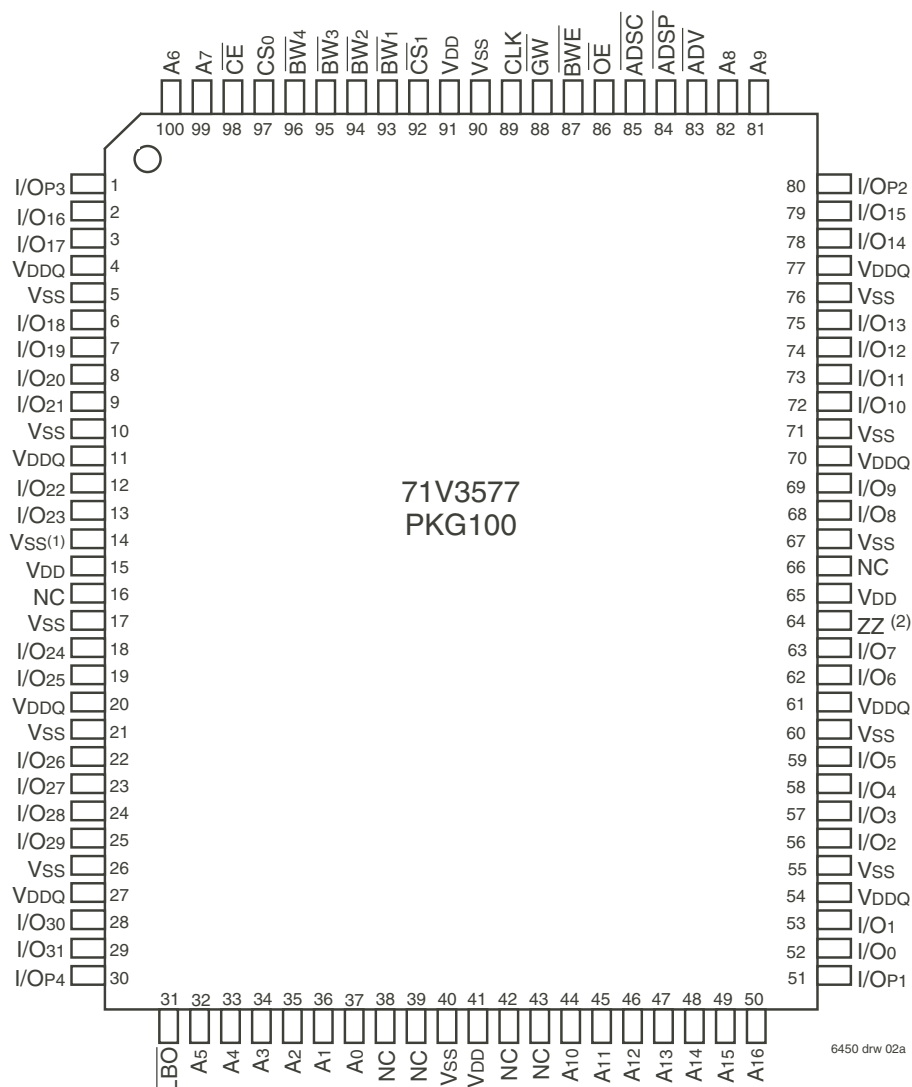 A6 A7 CE CS0 BW4 BW3 BW2 BW1 CS1 VDD VSS CLK GW BWE OE ADSC ADSP ADV A8 A9
100 99 98 97 96 95 94 93 92 91 90 89 88 87 86 85 84 83 82 81
I/OP3 1 80 I/OP2
I/O16 2 79 I/O15
I/O17 3 78 I/O14
VDDQ 4 77 VDDQ
VSS 5 76 VSS
I/O18 6 75 I/O13
I/O19 7 74 I/O12
I/O20 8 73 I/O11
I/O21 9 72 I/O10
VSS 10 71 VSS
VDDQ 11 70 VDDQ
I/O22 12 69 I/O9
I/O23 13 68 I/O8
VSS(1) 14 67 VSS
VDD 15 66 NC
NC 16 65 VDD
VSS 17 64 ZZ (2)
I/O24 18 63 I/O7
I/O25 19 62 I/O6
VDDQ 20 61 VDDQ
VSS 21 60 VSS
I/O26 22 59 I/O5
I/O27 23 58 I/O4
I/O28 24 57 I/O3
I/O29 25 56 I/O2
VSS 26 55 VSS
VDDQ 27 54 VDDQ
I/O30 28 53 I/O1
I/O31 29 52 I/O0
I/OP4 30 51 I/OP1
71V3577
PKG100
31 32 33 34 35 36 37 38 39 40 41 42 43 44 45 46 47 48 49 50
LBO A5 A4 A3 A2 A1 A0 NC NC VSS VDD NC NC A10 A11 A12 A13 A14 A15 A16
6450 drw 02a